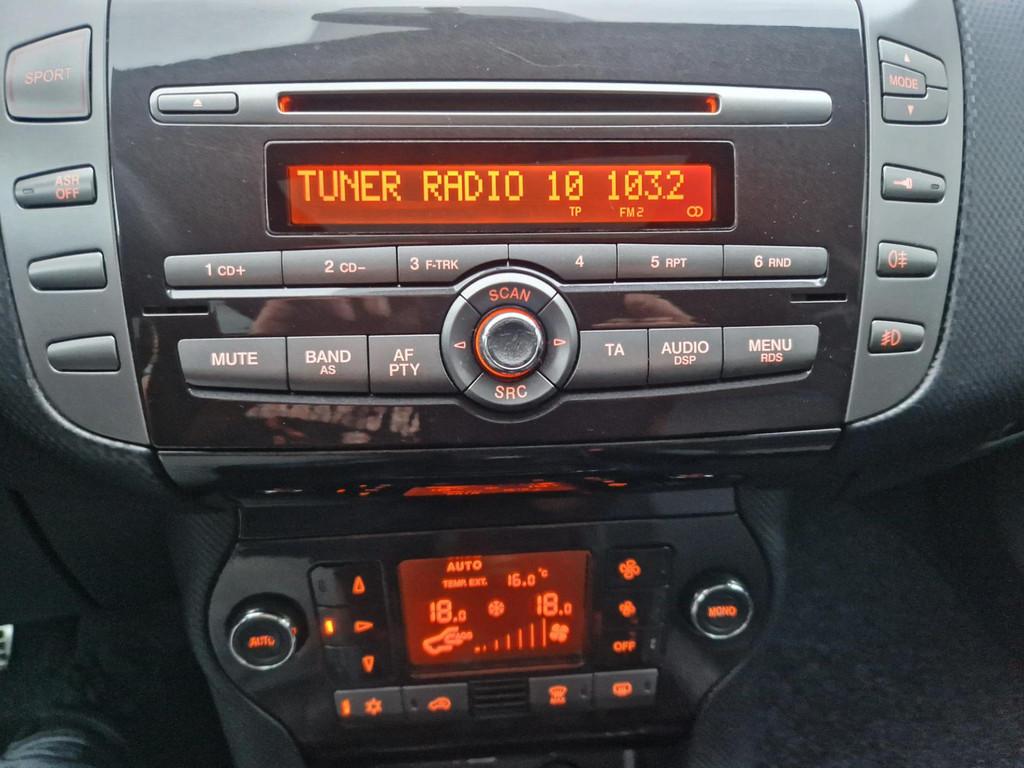 SPORT
MODE
ASR
OFF
TUNER RADIO 10 103.2
TP FM2
1 CD+
2 CD-
3 F-TRK
4
5 RPT
6 RND
SCAN
MUTE
BAND
AS
AF
PTY
TA
AUDIO
DSP
MENU
RDS
SRC
AUTO
TEMP. EXT. 16.0 °C
18.0
18.0
AUTO
MONO
OFF
MAX